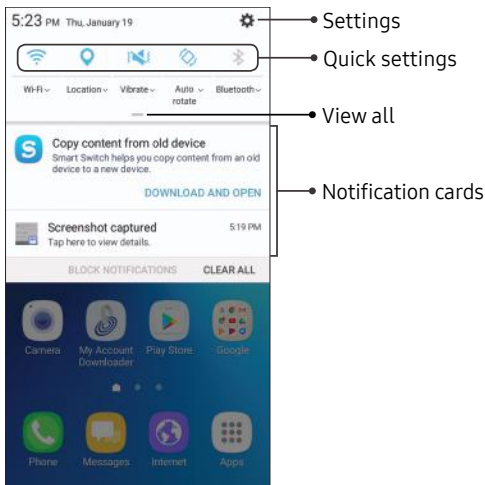 5:23 PM Thu, January 19
Settings
Quick settings
Wi-Fi Location Vibrate Auto rotate Bluetooth
View all
Copy content from old device
Smart Switch helps you copy content from an old
device to a new device.
DOWNLOAD AND OPEN
Notification cards
Screenshot captured 5:19 PM
Tap here to view details.
BLOCK NOTIFICATIONS CLEAR ALL
Camera My Account Downloader Play Store Google
Phone Messages Internet Apps